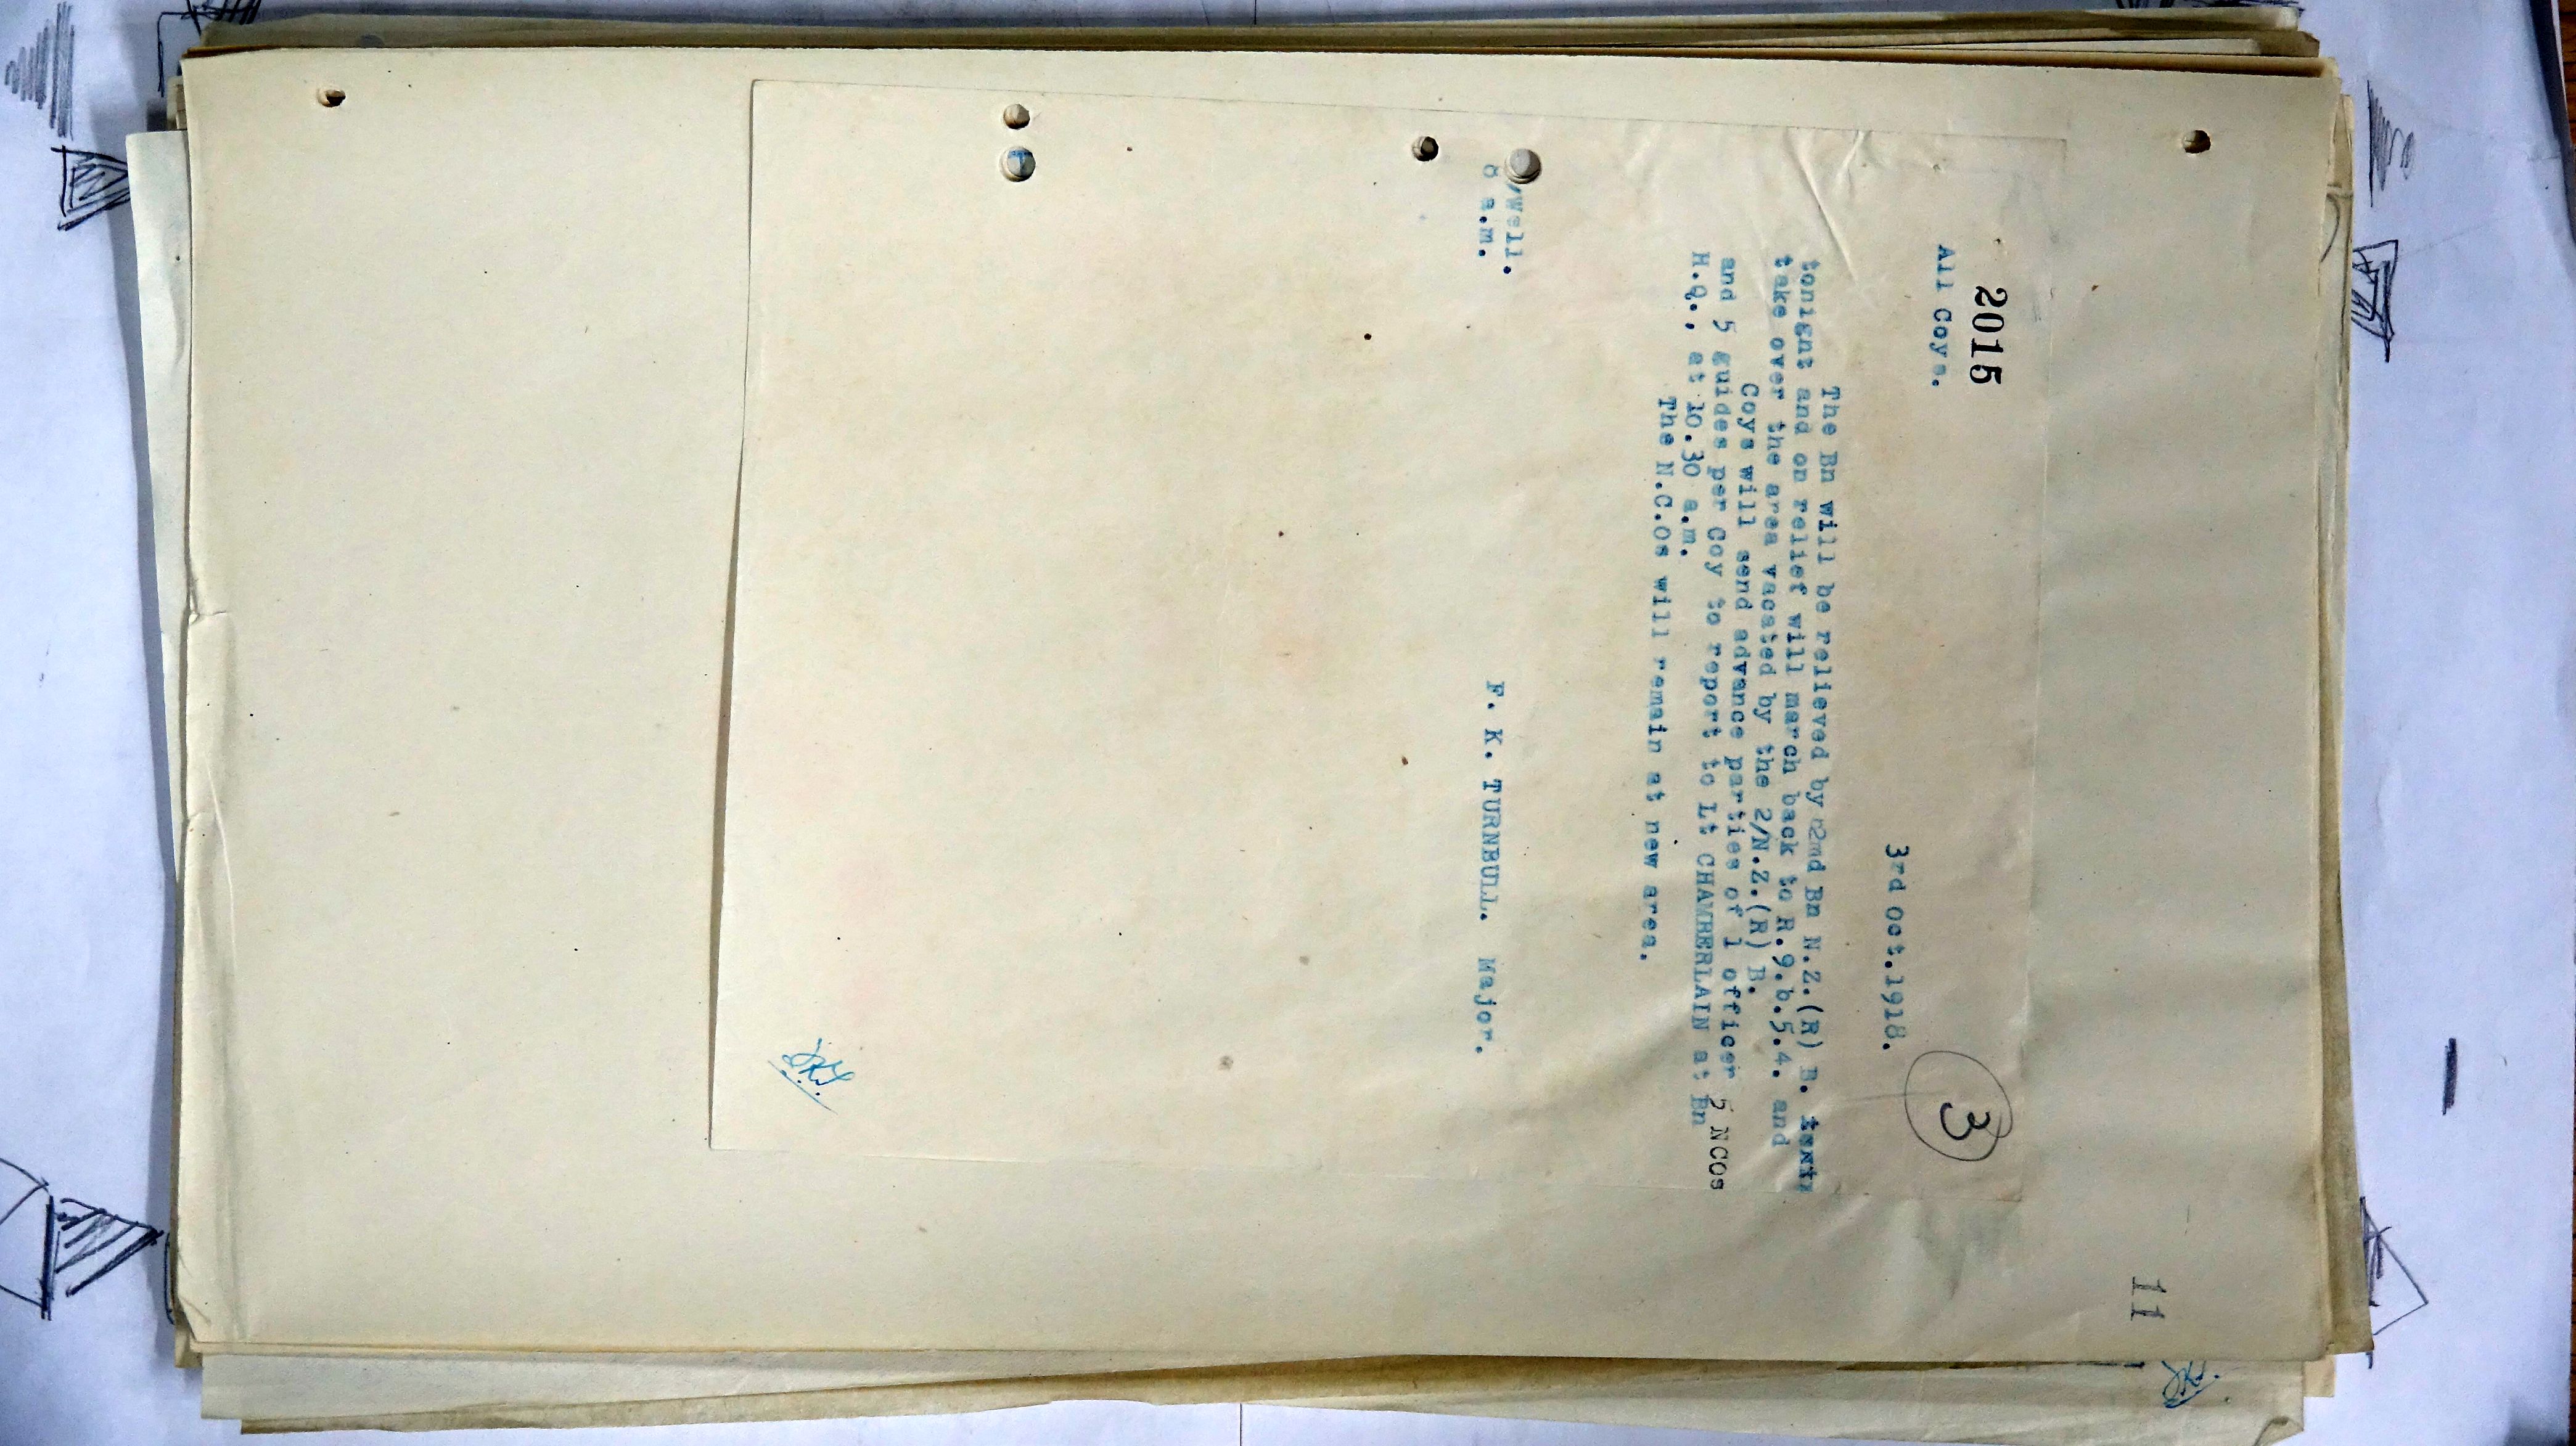 11
2015
3
All Coys.
3rd Oct.1918.
The Bn will be relieved by 2nd Bn N.Z.(R) B.
tonight and on relief will march back to R.9.b.5.4. and
take over the area vacated by the 2/N.Z.(R) B.
Coys will send advance parties of 1 officer 5 NCOs
and 5 guides per Coy to report to Lt CHAMBERLAIN at Bn
H.Q., at 10.30 a.m.
The N.C.Os will remain at new area.
well.
8 a.m.
F. K. TURNBULL. Major.